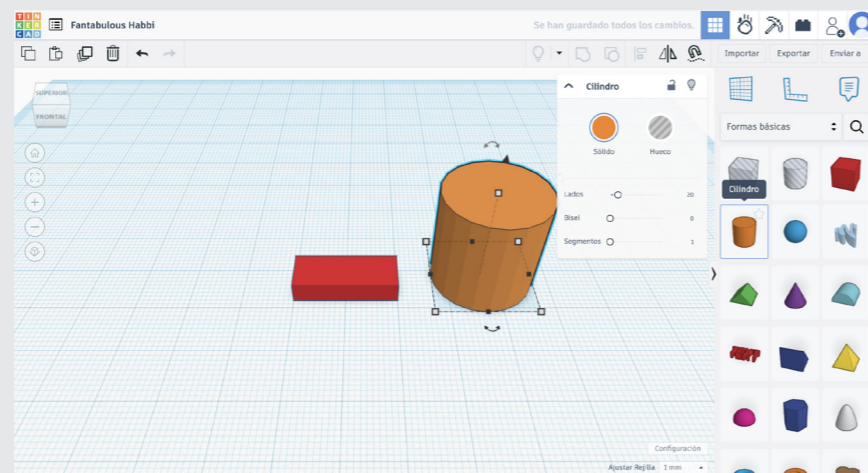 TIN
KER
CAD
Fantabulous Habbi
Se han guardado todos los cambios.
Importar
Exportar
Enviar a
SUPERIOR
FRONTAL
Cilindro
Sólido
Hueco
Lados
20
Bisel
0
Segmentos
1
Formas básicas
Cilindro
TEXT
Configuración
Ajustar Rejilla
1 mm